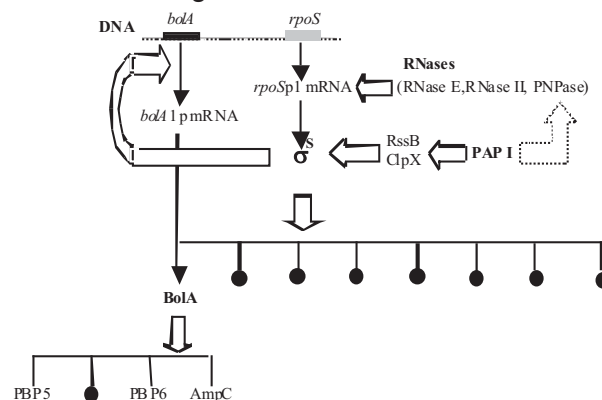 bolA rpoS
DNA
RNases
rpoSp1 mRNA (RNase E,RNase II, PNPase)
bolA1p mRNA
σS RssB PAP I
ClpX
BolA
PBP5 PBP6 AmpC